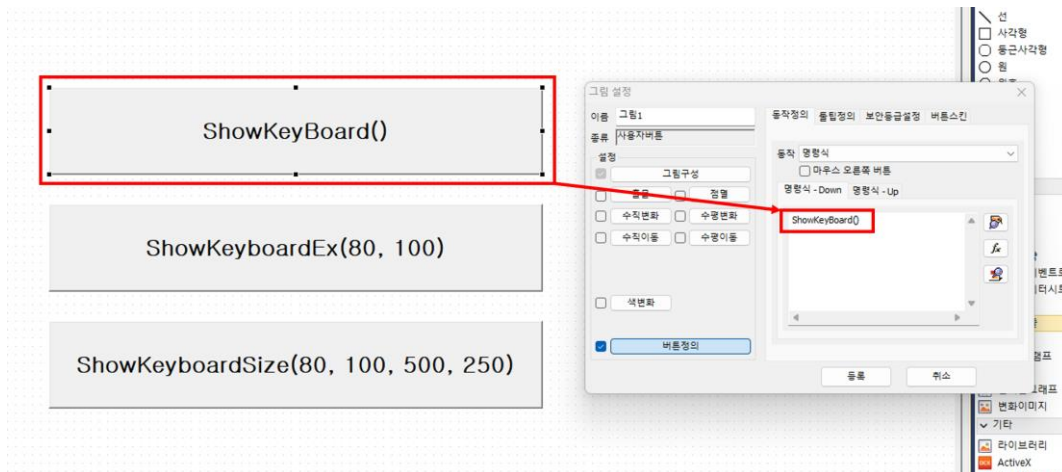 ShowKeyBoard()
ShowKeyboardEx(80, 100)
ShowKeyboardSize(80, 100, 500, 250)
그림 설정
이름 그림1
종류 사용자버튼
설정
그림구성
점멸
수직변화 수평변화
수직이동 수평이동
색변화
버튼정의
동작정의 툴팁정의 보안등급설정 버튼스킨
동작 명령식
마우스 오른쪽 버튼
명령식 - Down 명령식 - Up
ShowKeyBoard()
fx
등록 취소
선
사각형
둥근사각형
원
변화이미지
기타
라이브러리
ActiveX